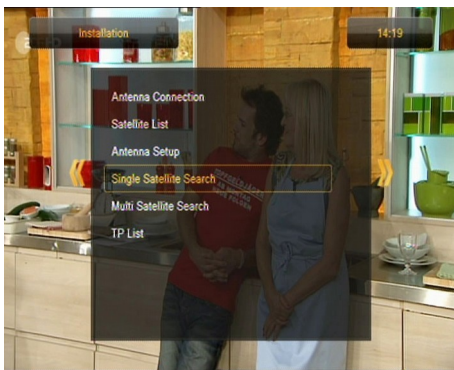 Installation
14:19
Antenna Connection
Satellite List
Antenna Setup
Single Satellite Search
Multi Satellite Search
TP List